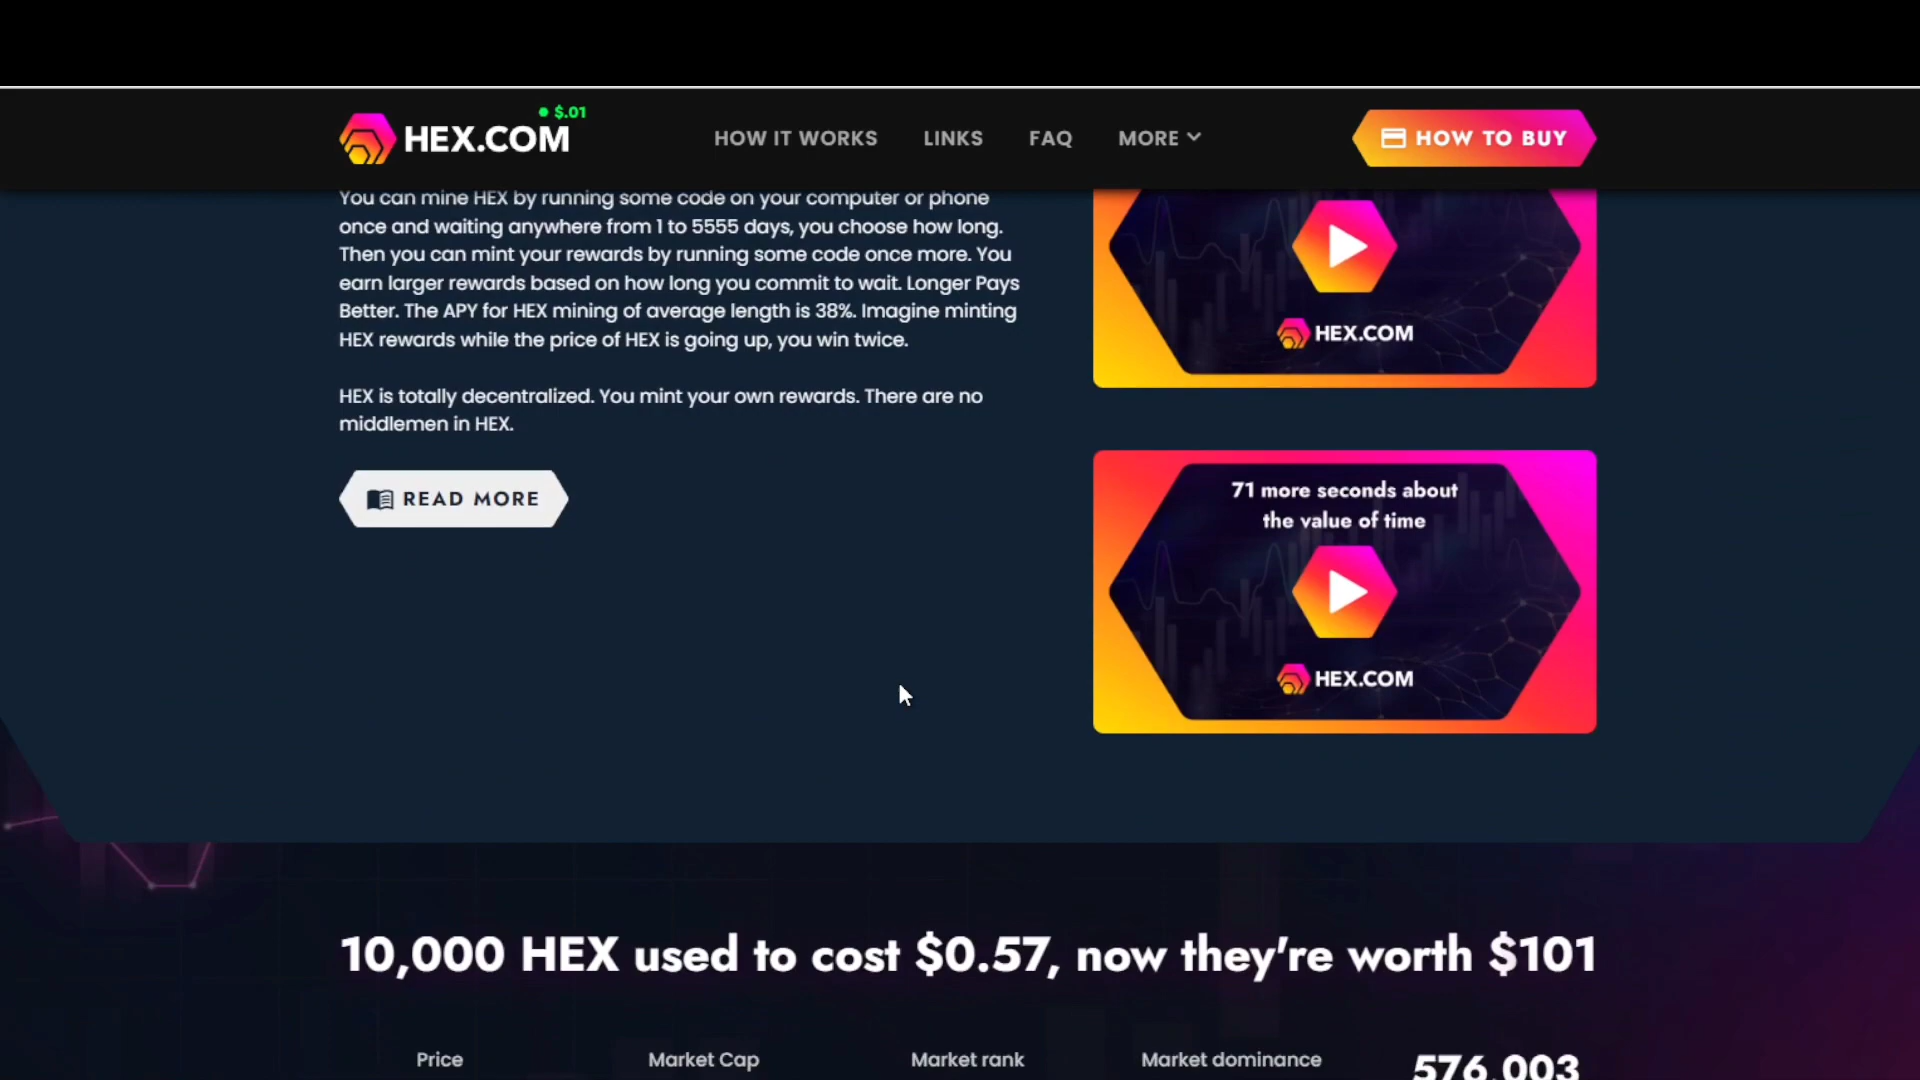 $.01
HEX.COM
HOW IT WORKS
LINKS
FAQ
MORE
HOW TO BUY
You can mine HEX by running some code on your computer or phone
once and waiting anywhere from 1 to 5555 days, you choose how long.
Then you can mint your rewards by running some code once more. You
earn larger rewards based on how long you commit to wait. Longer Pays
Better. The APY for HEX mining of average length is 38%. Imagine minting
HEX rewards while the price of HEX is going up, you win twice.
HEX is totally decentralized. You mint your own rewards. There are no
middlemen in HEX.
READ MORE
HEX.COM
71 more seconds about
the value of time
HEX.COM
10,000 HEX used to cost $0.57, now they're worth $101
Price
Market Cap
Market rank
Market dominance
576,003